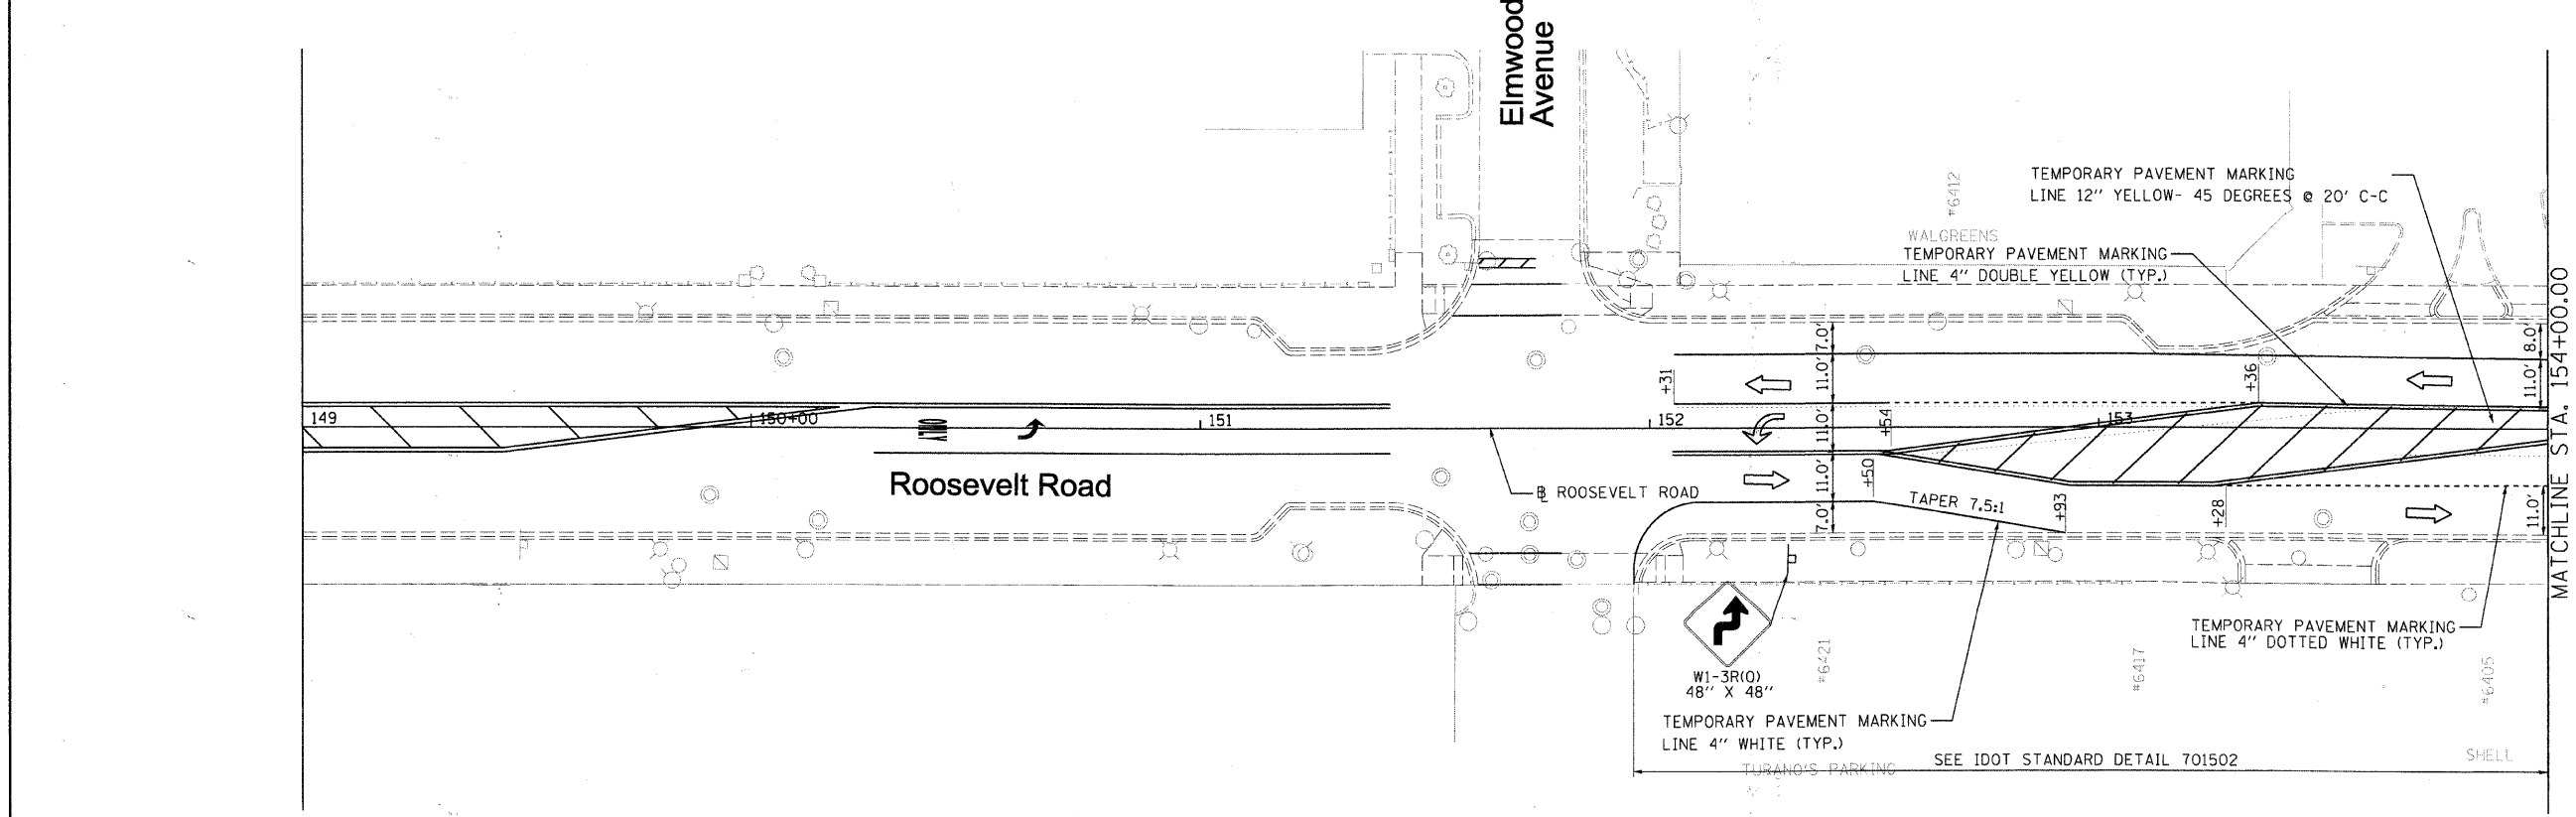 Elmwood
Avenue
TEMPORARY PAVEMENT MARKING
LINE 12" YELLOW- 45 DEGREES @ 20' C-C
#6412
WALGREENS
TEMPORARY PAVEMENT MARKING
LINE 4" DOUBLE YELLOW (TYP.)
MATCHLINE STA. 154+00.00
7.0'
8.0'
+31
11.0'
+36
11.0'
149
150+00
ONLY
151
152
11.0'
+54
153
Roosevelt Road
℄ ROOSEVELT ROAD
11.0'
+50
TAPER 7.5:1
+93
+28
7.0'
11.0'
W1-3R(O)
48" X 48"
#6421
#6417
#6405
TEMPORARY PAVEMENT MARKING
LINE 4" DOTTED WHITE (TYP.)
TEMPORARY PAVEMENT MARKING
LINE 4" WHITE (TYP.)
SEE IDOT STANDARD DETAIL 701502
TURANO'S PARKING
SHELL